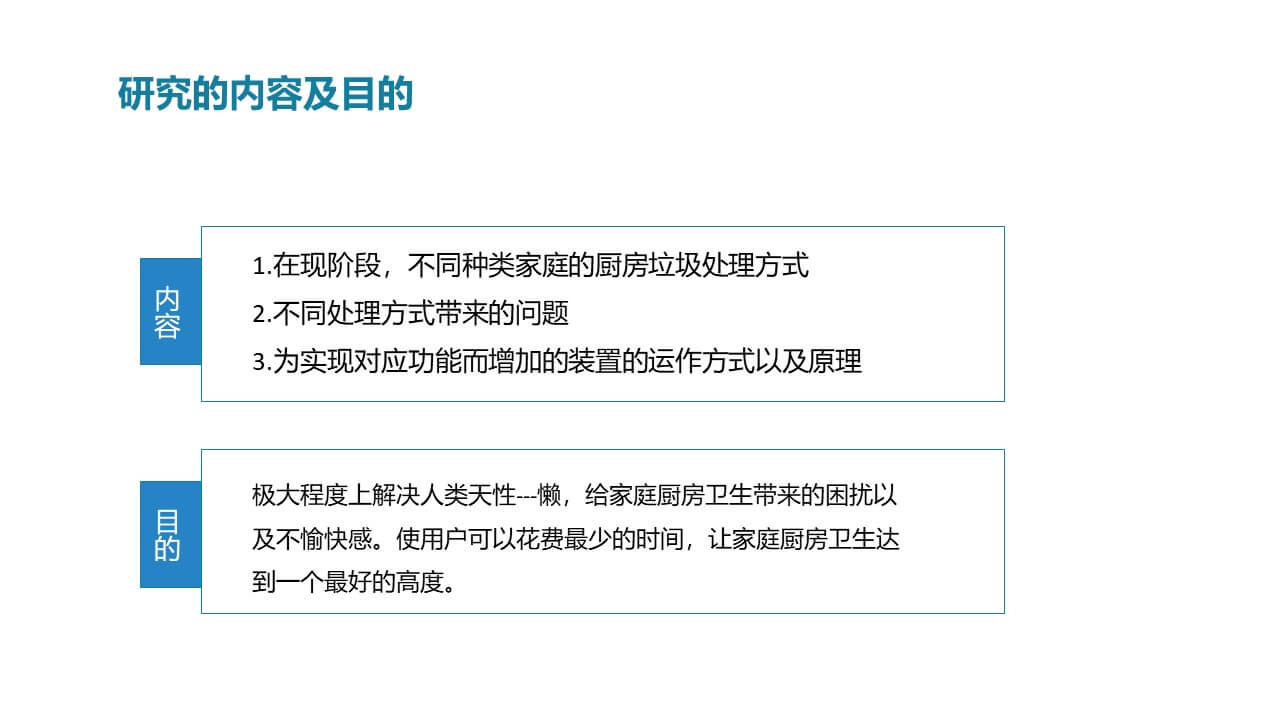 研究的内容及目的
内容
1.在现阶段，不同种类家庭的厨房垃圾处理方式
2.不同处理方式带来的问题
3.为实现对应功能而增加的装置的运作方式以及原理
目的
极大程度上解决人类天性---懒，给家庭厨房卫生带来的困扰以
及不愉快感。使用户可以花费最少的时间，让家庭厨房卫生达
到一个最好的高度。